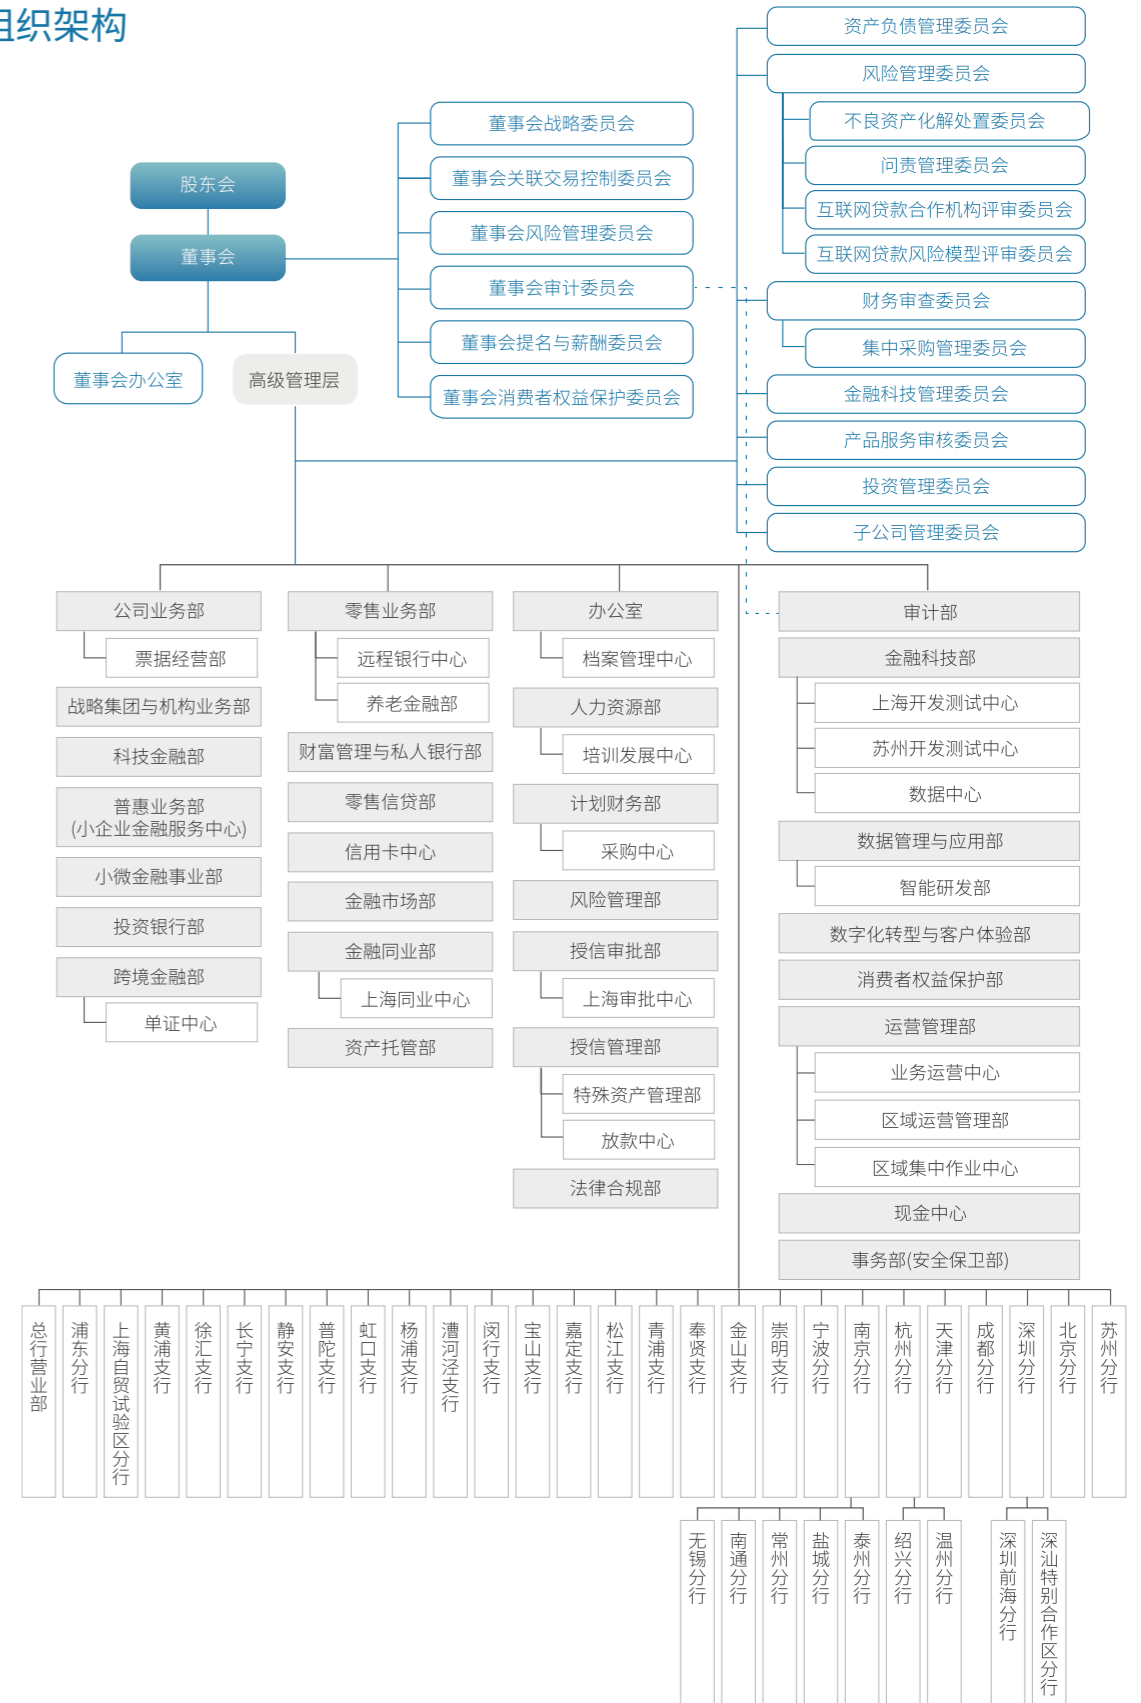 组织架构
股东会
董事会
董事会办公室
高级管理层
董事会战略委员会
董事会关联交易控制委员会
董事会风险管理委员会
董事会审计委员会
董事会提名与薪酬委员会
董事会消费者权益保护委员会
资产负债管理委员会
风险管理委员会
不良资产化解处置委员会
问责管理委员会
互联网贷款合作机构评审委员会
互联网贷款风险模型评审委员会
财务审查委员会
集中采购管理委员会
金融科技管理委员会
产品服务审核委员会
投资管理委员会
子公司管理委员会
公司业务部
票据经营部
战略集团与机构业务部
科技金融部
普惠业务部
(小企业金融服务中心)
小微金融事业部
投资银行部
跨境金融部
单证中心
零售业务部
远程银行中心
养老金融部
财富管理与私人银行部
零售信贷部
信用卡中心
金融市场部
金融同业部
上海同业中心
资产托管部
办公室
档案管理中心
人力资源部
培训发展中心
计划财务部
采购中心
风险管理部
授信审批部
上海审批中心
授信管理部
特殊资产管理部
放款中心
法律合规部
审计部
金融科技部
上海开发测试中心
苏州开发测试中心
数据中心
数据管理与应用部
智能研发部
数字化转型与客户体验部
消费者权益保护部
运营管理部
业务运营中心
区域运营管理部
区域集中作业中心
现金中心
事务部(安全保卫部)
总行营业部
浦东分行
上海自贸试验区分行
黄浦支行
徐汇支行
长宁支行
静安支行
普陀支行
虹口支行
杨浦支行
漕河泾支行
闵行支行
宝山支行
嘉定支行
松江支行
青浦支行
奉贤支行
金山支行
崇明支行
宁波分行
南京分行
杭州分行
天津分行
成都分行
深圳分行
北京分行
苏州分行
无锡分行
南通分行
常州分行
盐城分行
泰州分行
绍兴分行
温州分行
深圳前海分行
深汕特别合作区分行